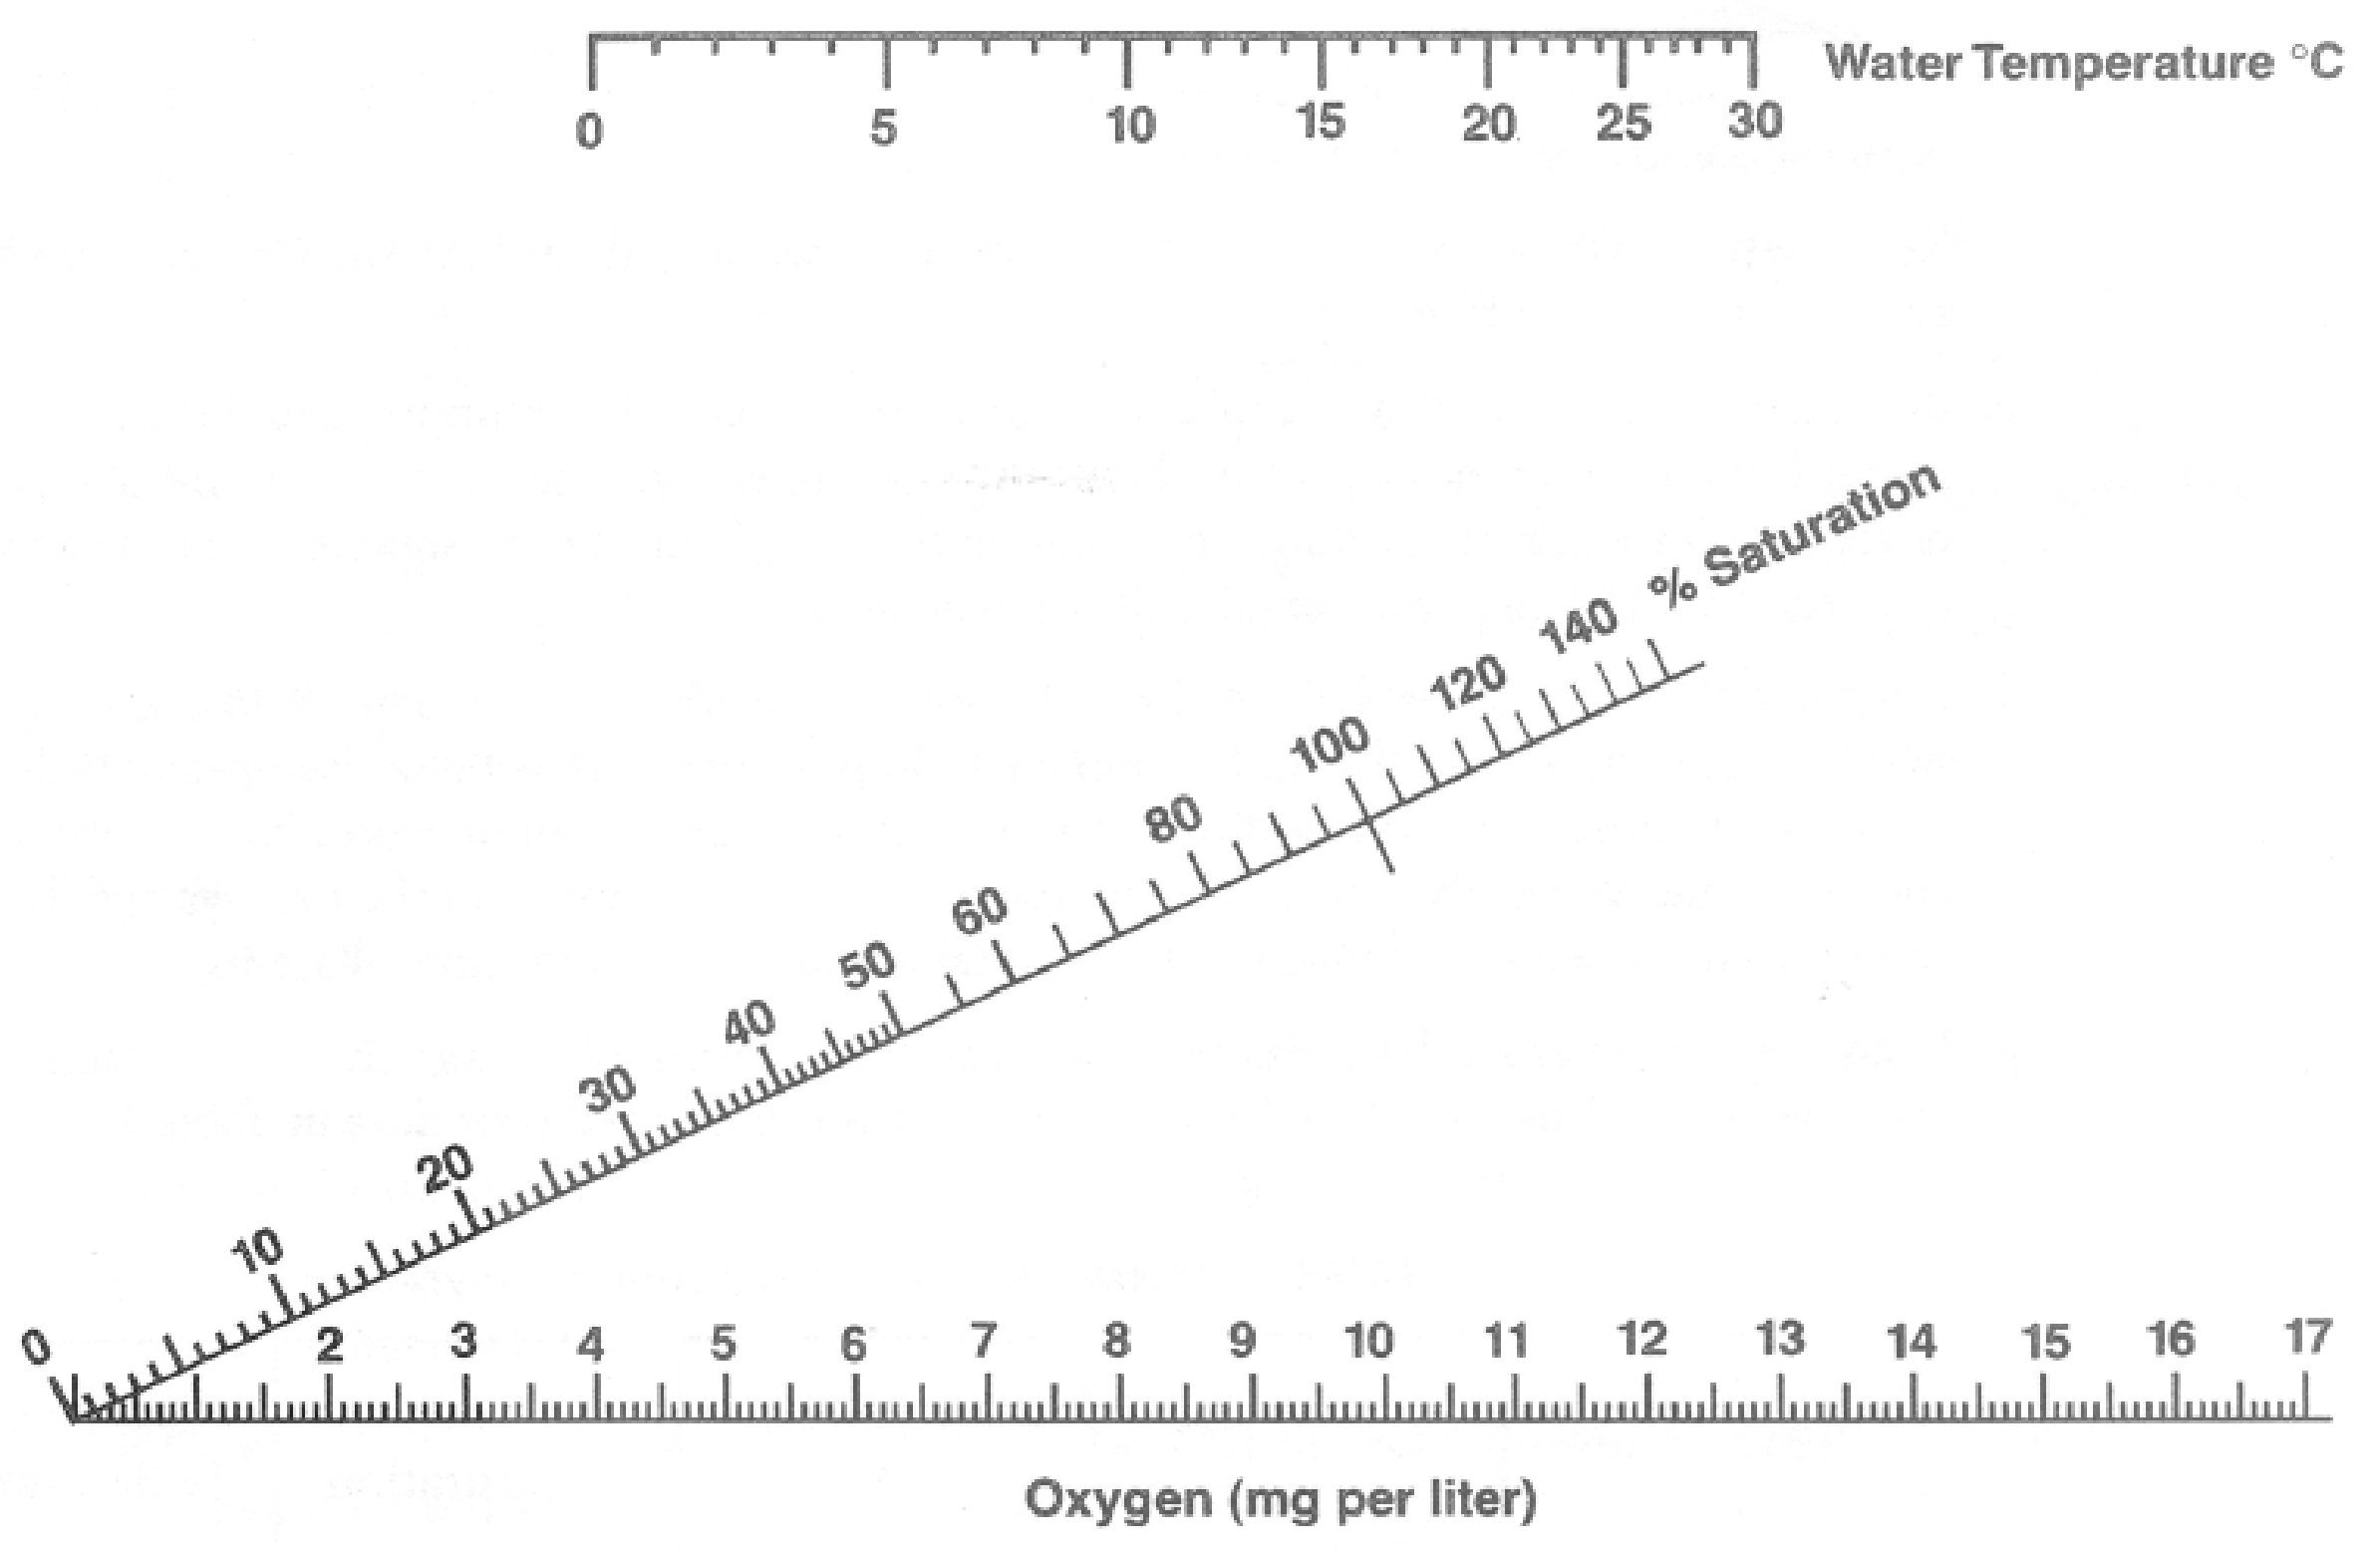 Water Temperature °C
0 5 10 15 20 25 30
% Saturation
0 10 20 30 40 50 60 80 100 120 140
2 3 4 5 6 7 8 9 10 11 12 13 14 15 16 17
Oxygen (mg per liter)